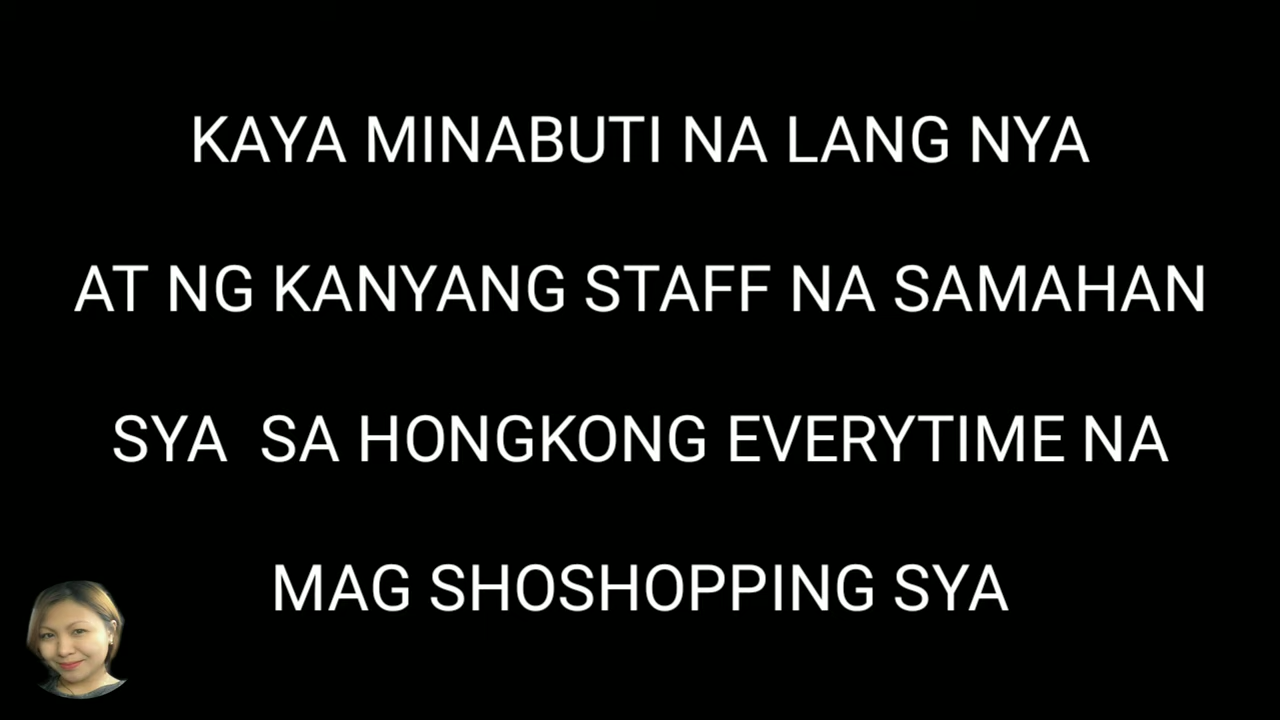 KAYA MINABUTI NA LANG NYA
AT NG KANYANG STAFF NA SAMAHAN
SYA SA HONGKONG EVERYTIME NA
MAG SHOSHOPPING SYA